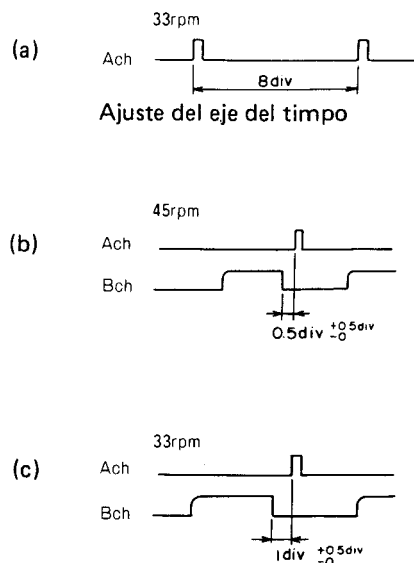 33rpm
(a)
Ach
8div
Ajuste del eje del timpo
45rpm
(b)
Ach
Bch
0.5div +0.5div
−0
33rpm
(c)
Ach
Bch
1div +0.5div
−0